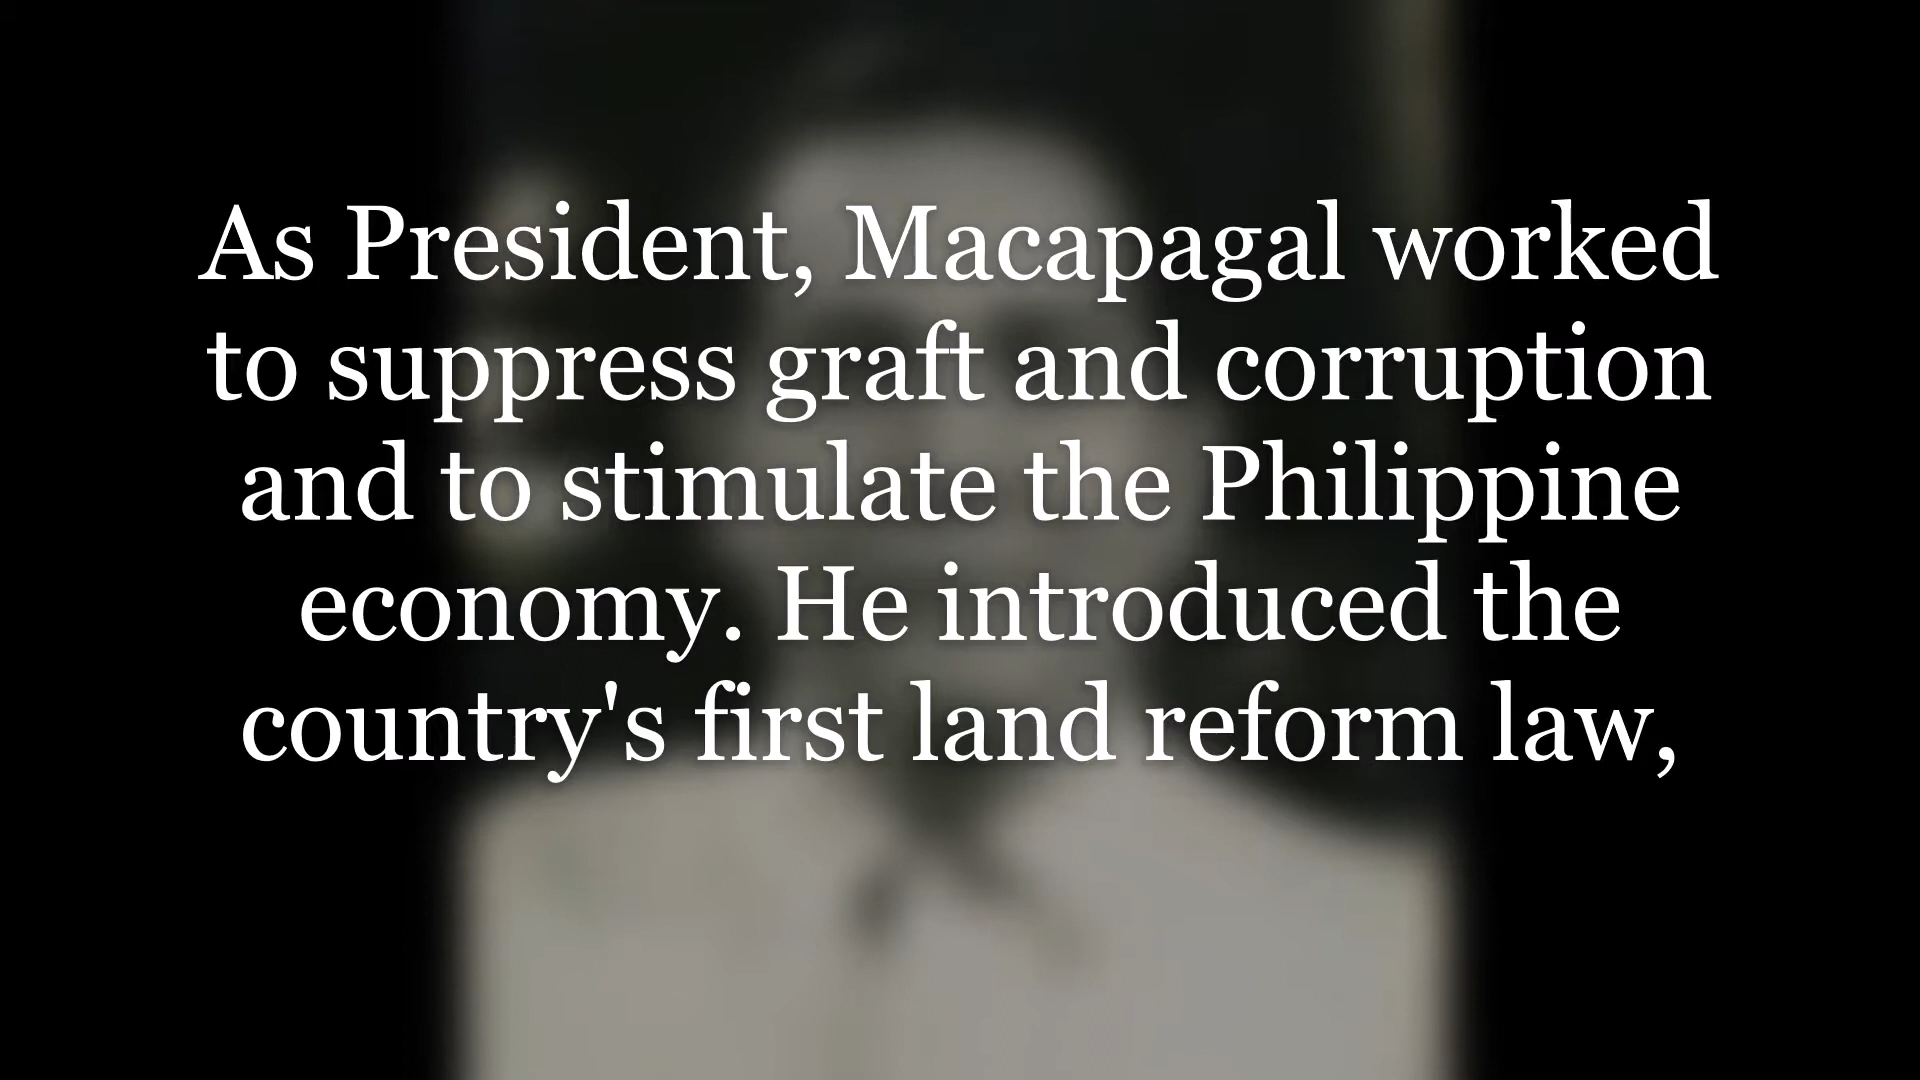 As President, Macapagal worked
to suppress graft and corruption
and to stimulate the Philippine
economy. He introduced the
country's first land reform law,